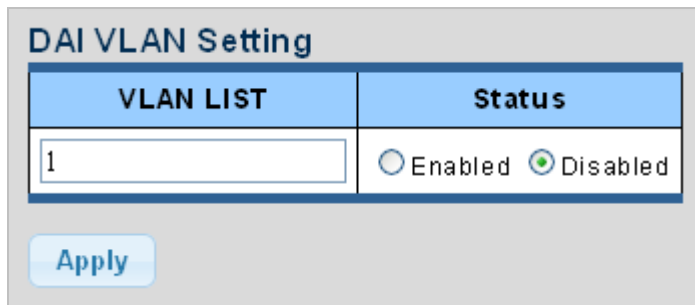 DAI VLAN Setting
VLAN LIST Status
1 Enabled Disabled
Apply